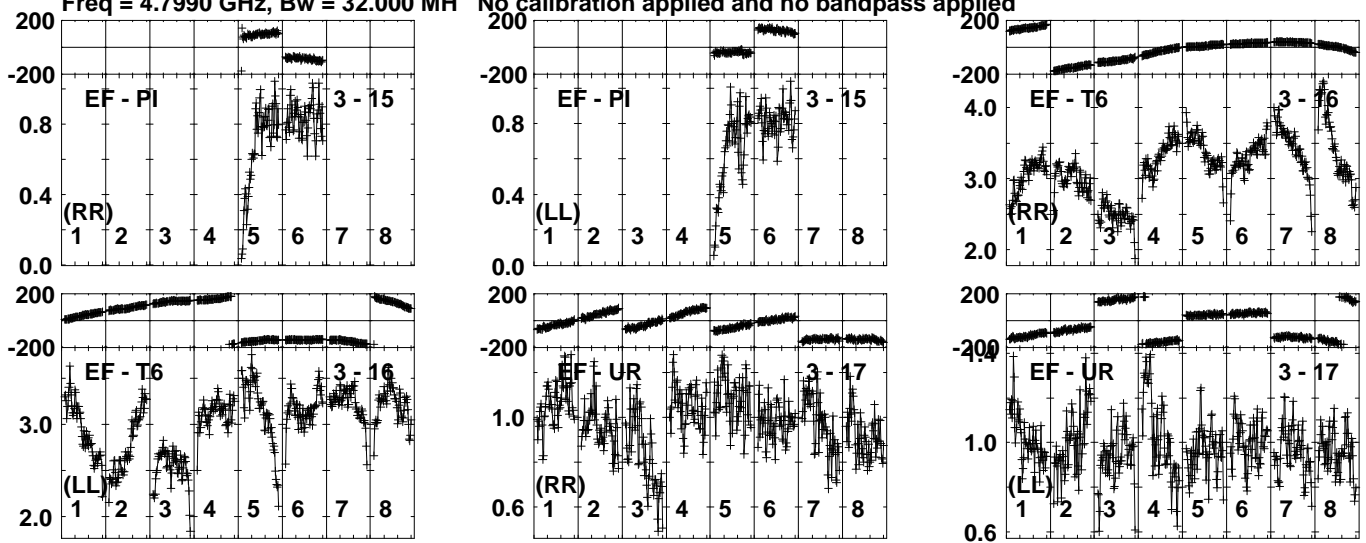 Freq = 4.7990 GHz, Bw = 32.000 MH No calibration applied and no bandpass applied
200
-200
EF - PI 3 - 15
0.8
0.4
(RR)
1 2 3 4 5 6 7 8
0.0
200
-200
EF - PI 3 - 15
0.8
0.4
(LL)
1 2 3 4 5 6 7 8
0.0
200
-200
4.0 EF - T6 3 - 16
3.0
(RR)
1 2 3 4 5 6 7 8
2.0
200
-200
EF - T6 3 - 16
3.0
(LL)
1 2 3 4 5 6 7 8
2.0
200
-200
EF - UR 3 - 17
1.0
(RR)
1 2 3 4 5 6 7 8
0.6
200
-200
1.4
EF - UR 3 - 17
1.0
(LL)
1 2 3 4 5 6 7 8
0.6